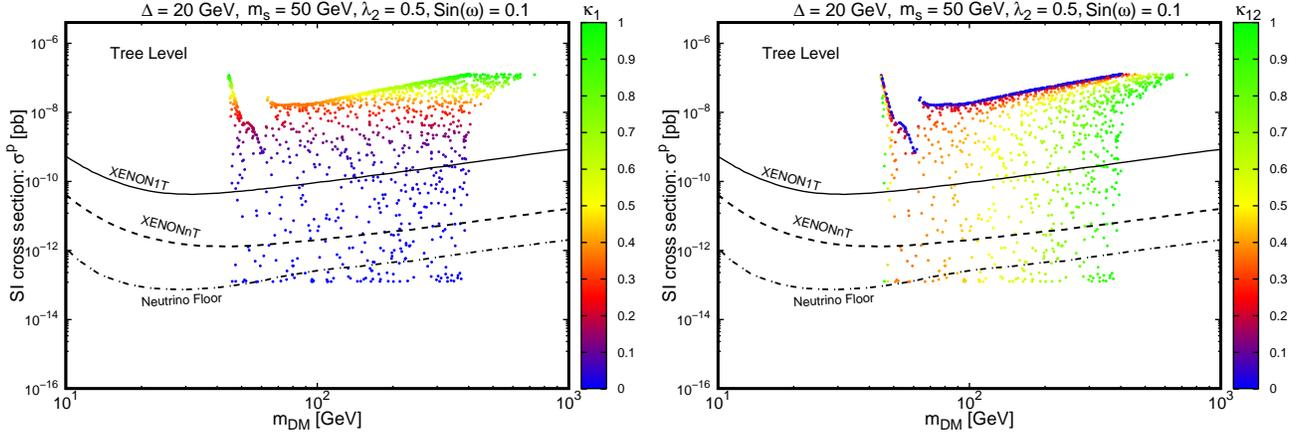 Δ = 20 GeV, m_s = 50 GeV, λ_2 = 0.5, Sin(ω) = 0.1
κ_1
Tree Level
XENON1T
XENONnT
Neutrino Floor
SI cross section: σ^p [pb]
10^-6
10^-8
10^-10
10^-12
10^-14
10^-16
10^1
10^2
10^3
m_DM [GeV]
1
0.9
0.8
0.7
0.6
0.5
0.4
0.3
0.2
0.1
0
Δ = 20 GeV, m_s = 50 GeV, λ_2 = 0.5, Sin(ω) = 0.1
κ_12
Tree Level
XENON1T
XENONnT
Neutrino Floor
SI cross section: σ^p [pb]
10^-6
10^-8
10^-10
10^-12
10^-14
10^-16
10^1
10^2
10^3
m_DM [GeV]
1
0.9
0.8
0.7
0.6
0.5
0.4
0.3
0.2
0.1
0